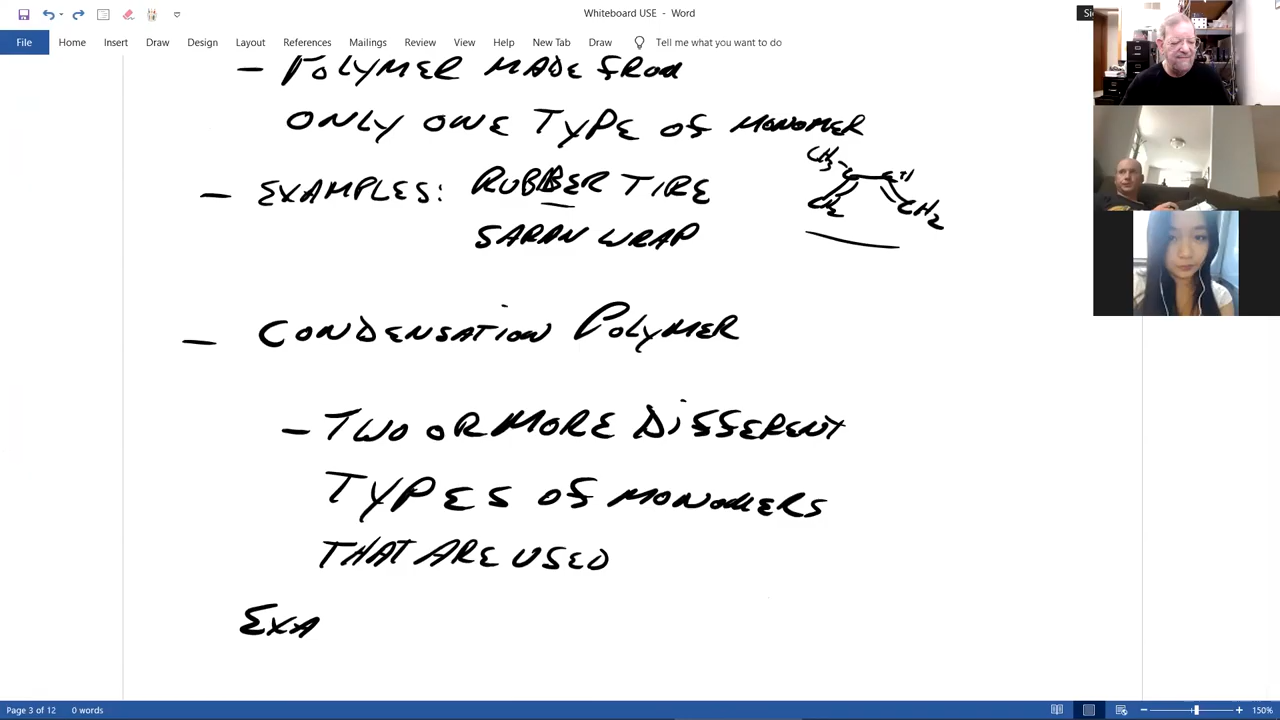 Whiteboard USE - Word
Si
File Home Insert Draw Design Layout References Mailings Review View Help New Tab Draw Tell me what you want to do
- POLYMER MADE FROM
ONLY ONE TYPE OF MONOMER
CH3-C CH
CH2 CH2
- EXAMPLES: RUBBER TIRE
SARAN WRAP
- CONDENSATION POLYMER
- TWO OR MORE DIFFERENT
TYPES OF MONOMERS
THAT ARE USED
EXA
Page 3 of 12 0 words 150%